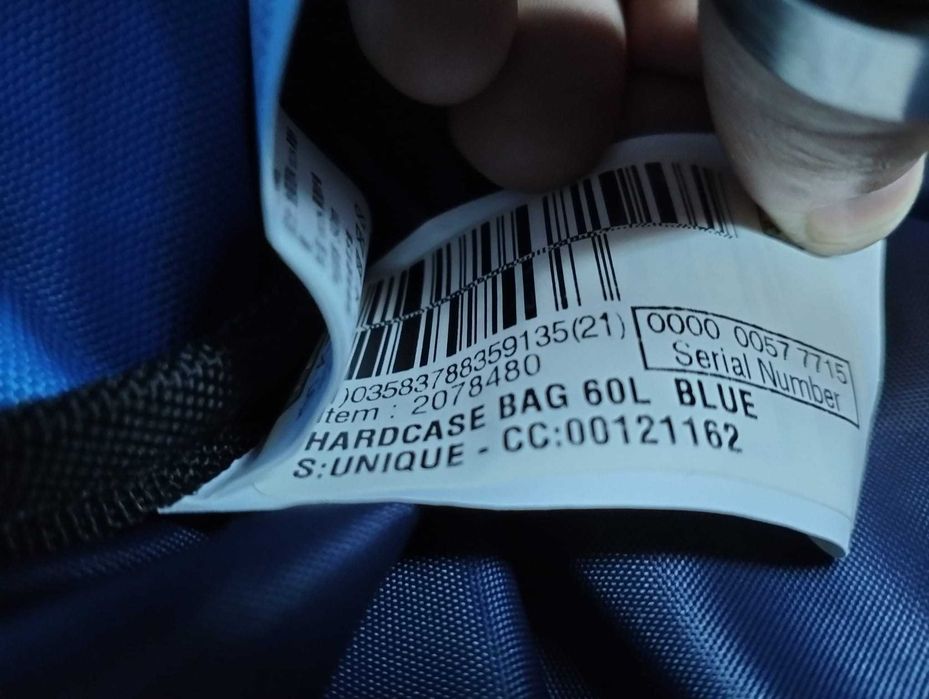 )03583788359135(21)
Item : 2078480
HARDCASE BAG 60L BLUE
S:UNIQUE - CC:00121162
0000 0057 7715
Serial Number